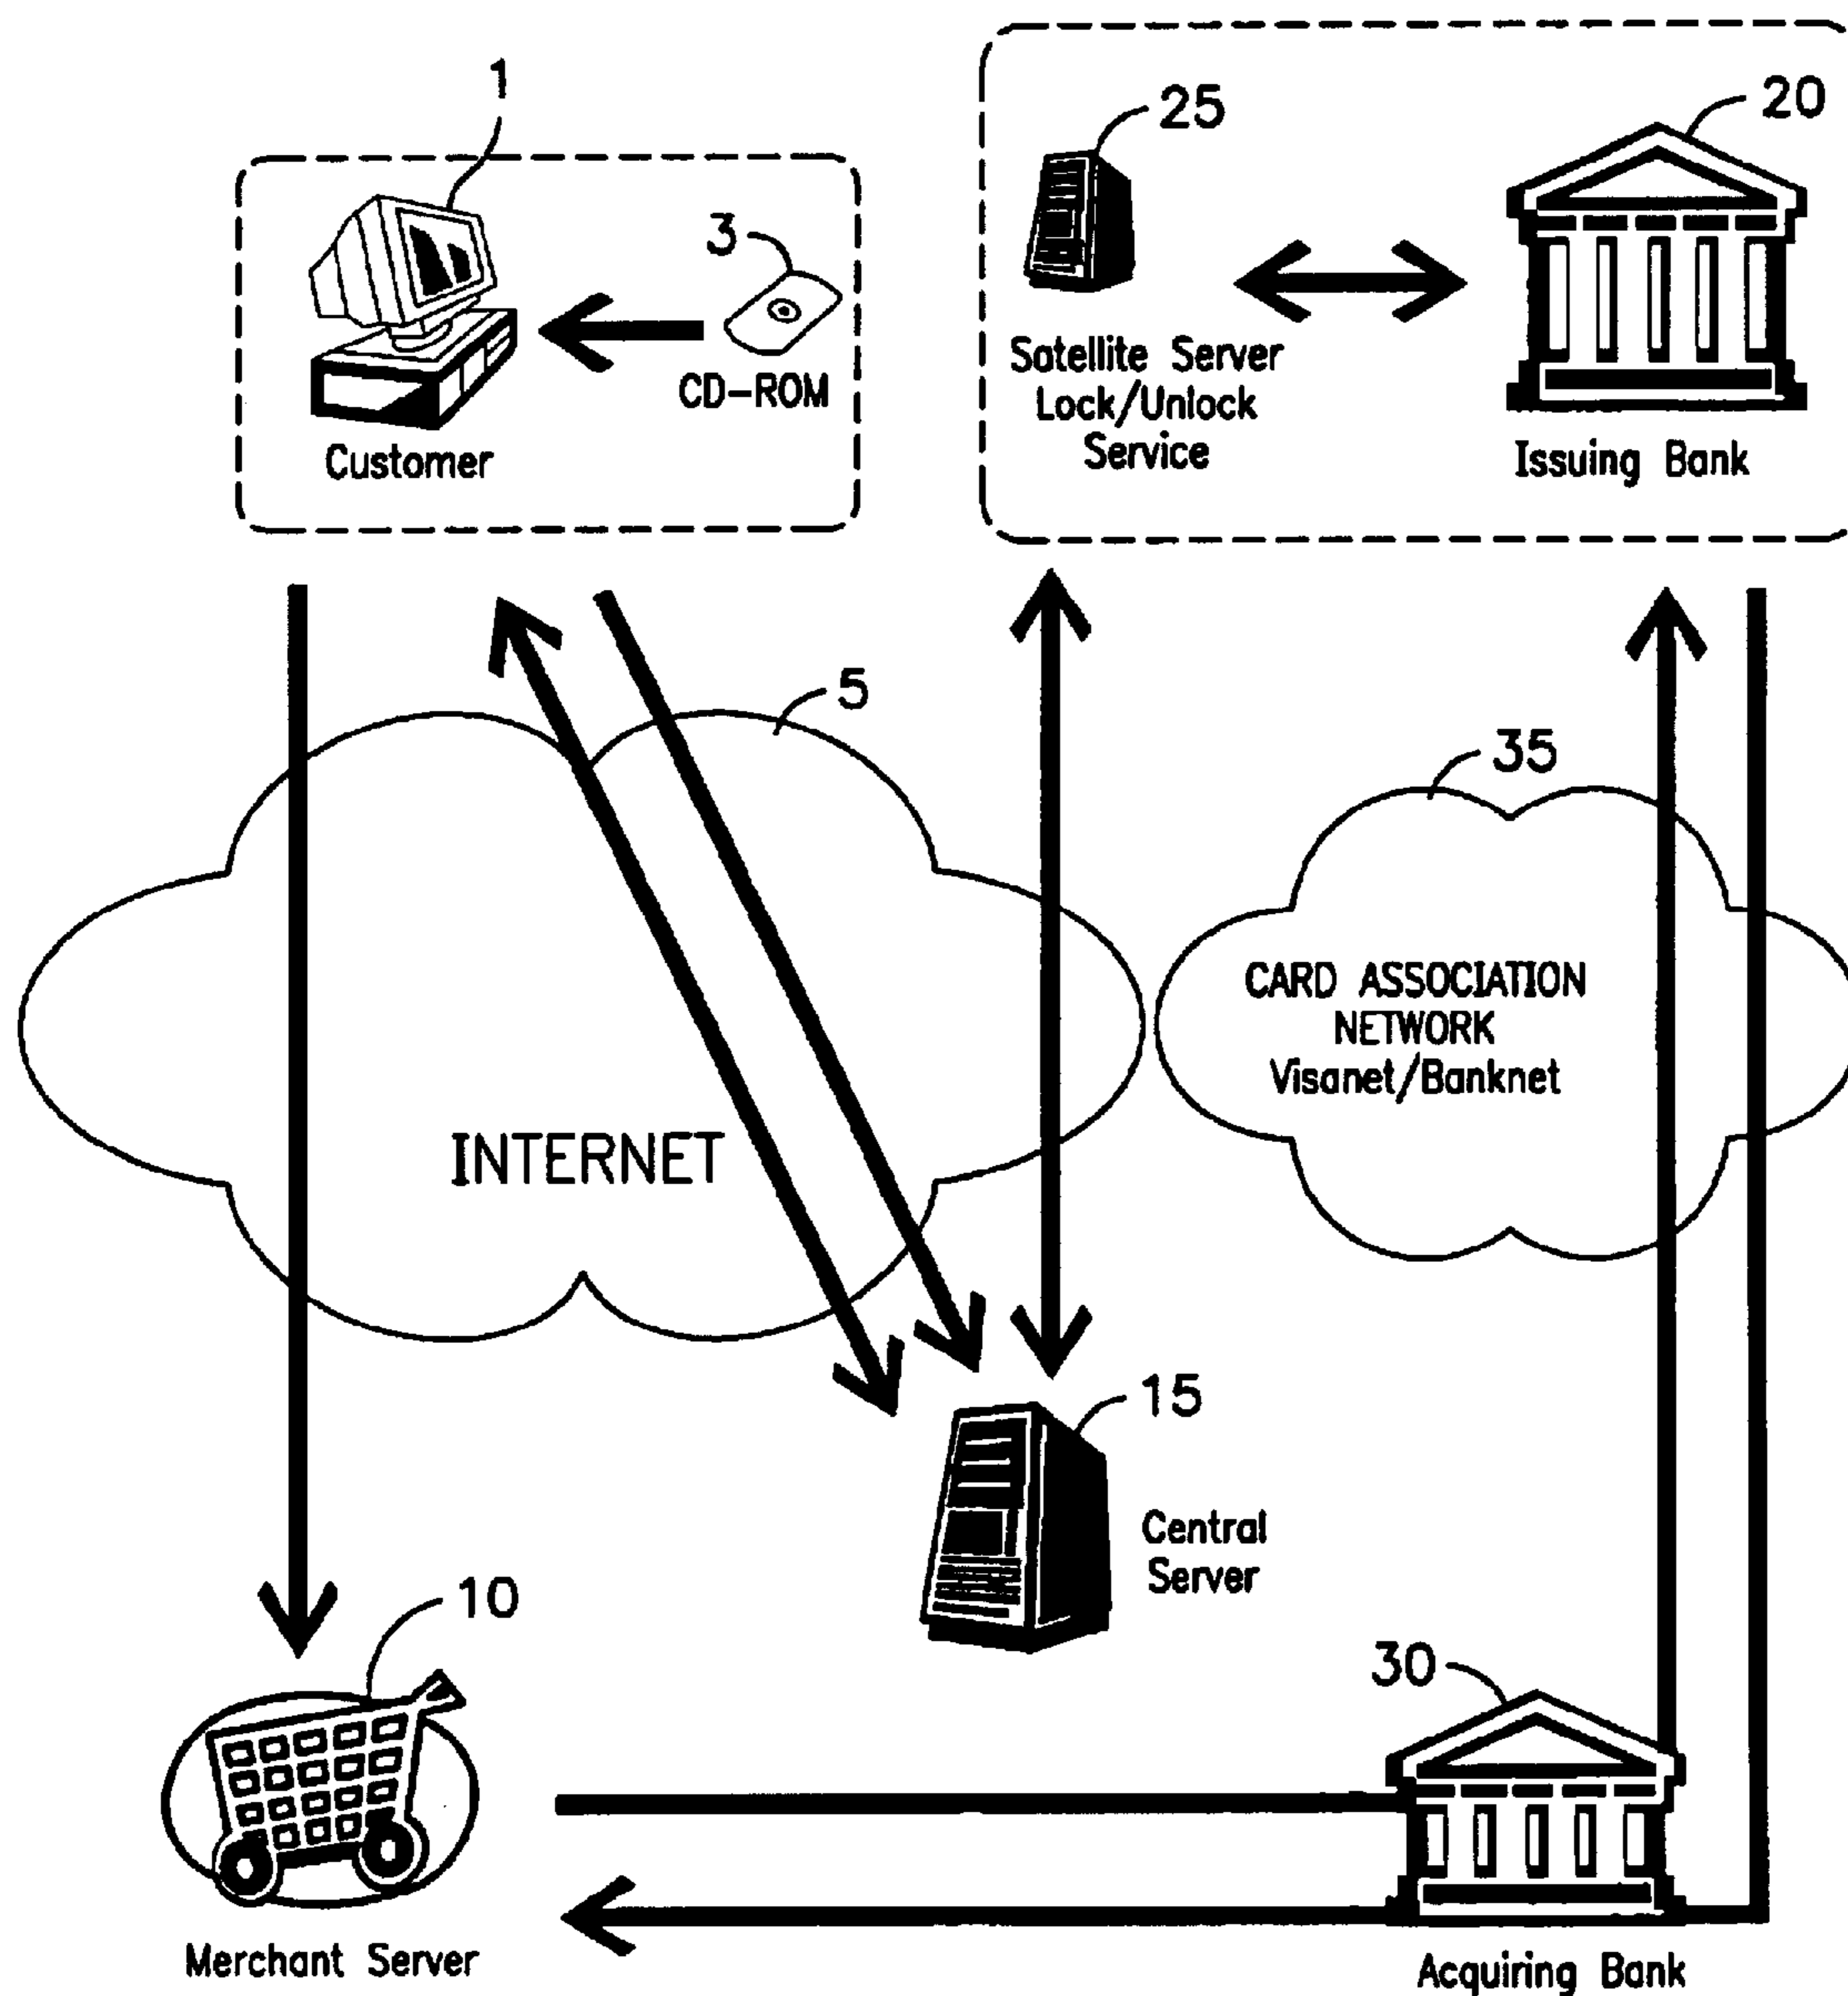 1
25
20
3
CD-ROM
Customer
Satellite Server
Lock/Unlock
Service
Issuing Bank
5
35
CARD ASSOCIATION
NETWORK
Visanet/Banknet
INTERNET
15
Central
Server
10
30
Merchant Server
Acquiring Bank